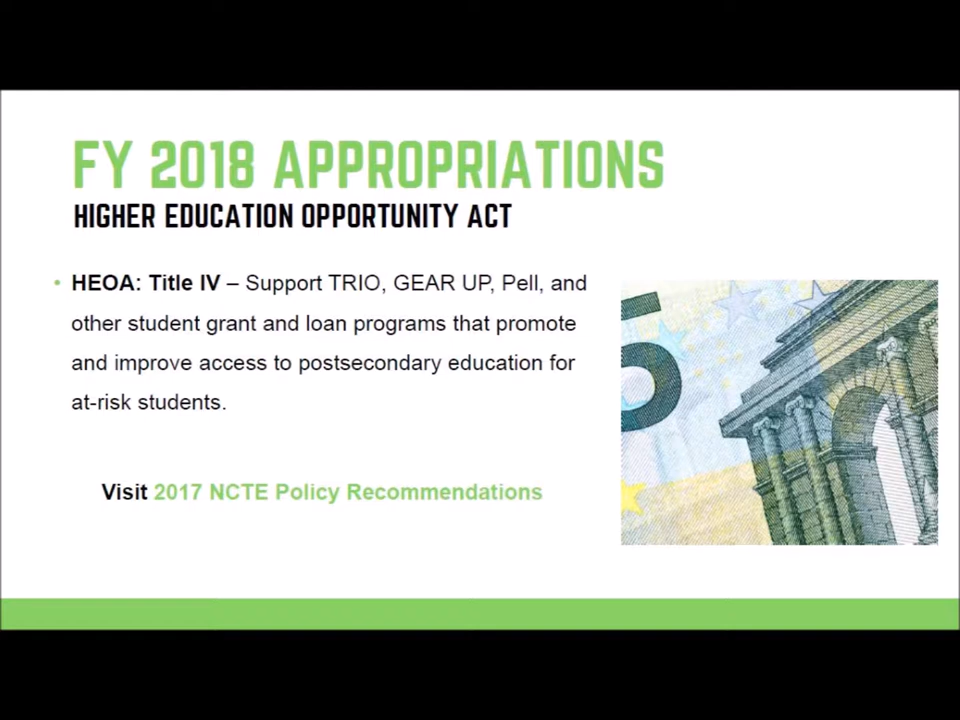 FY 2018 APPROPRIATIONS
HIGHER EDUCATION OPPORTUNITY ACT
• HEOA: Title IV – Support TRIO, GEAR UP, Pell, and
other student grant and loan programs that promote
and improve access to postsecondary education for
at-risk students.
Visit 2017 NCTE Policy Recommendations
5